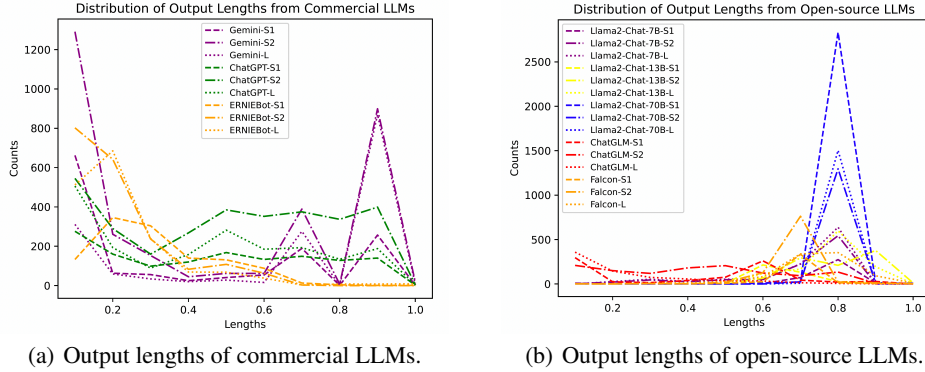 Distribution of Output Lengths from Commercial LLMs
Counts
1200
1000
800
600
400
200
0
Gemini-S1
Gemini-S2
Gemini-L
ChatGPT-S1
ChatGPT-S2
ChatGPT-L
ERNIEBot-S1
ERNIEBot-S2
ERNIEBot-L
0.2
0.4
0.6
0.8
1.0
Lengths
(a) Output lengths of commercial LLMs.
Distribution of Output Lengths from Open-source LLMs
Counts
2500
2000
1500
1000
500
0
Llama2-Chat-7B-S1
Llama2-Chat-7B-S2
Llama2-Chat-7B-L
Llama2-Chat-13B-S1
Llama2-Chat-13B-S2
Llama2-Chat-13B-L
Llama2-Chat-70B-S1
Llama2-Chat-70B-S2
Llama2-Chat-70B-L
ChatGLM-S1
ChatGLM-S2
ChatGLM-L
Falcon-S1
Falcon-S2
Falcon-L
0.2
0.4
0.6
0.8
1.0
Lengths
(b) Output lengths of open-source LLMs.